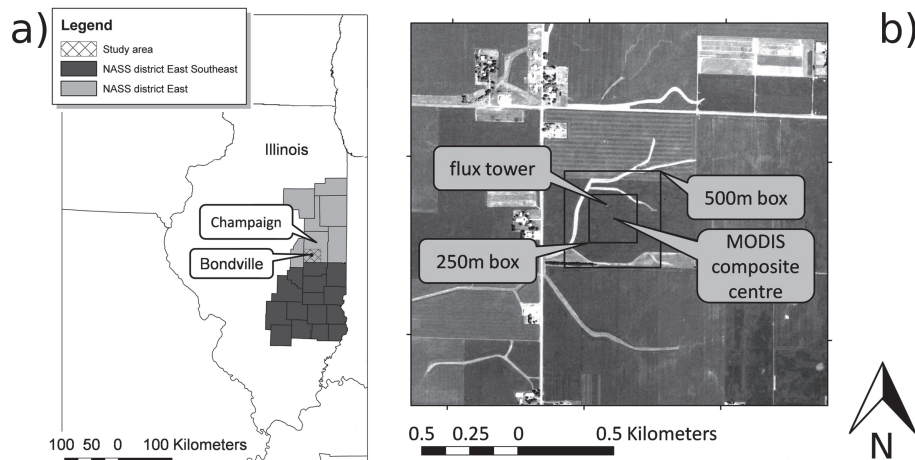 a)
Legend
Study area
NASS district East Southeast
NASS district East
Illinois
Champaign
Bondville
100 50 0 100 Kilometers
b)
flux tower
500m box
250m box
MODIS
composite
centre
0.5 0.25 0 0.5 Kilometers
N